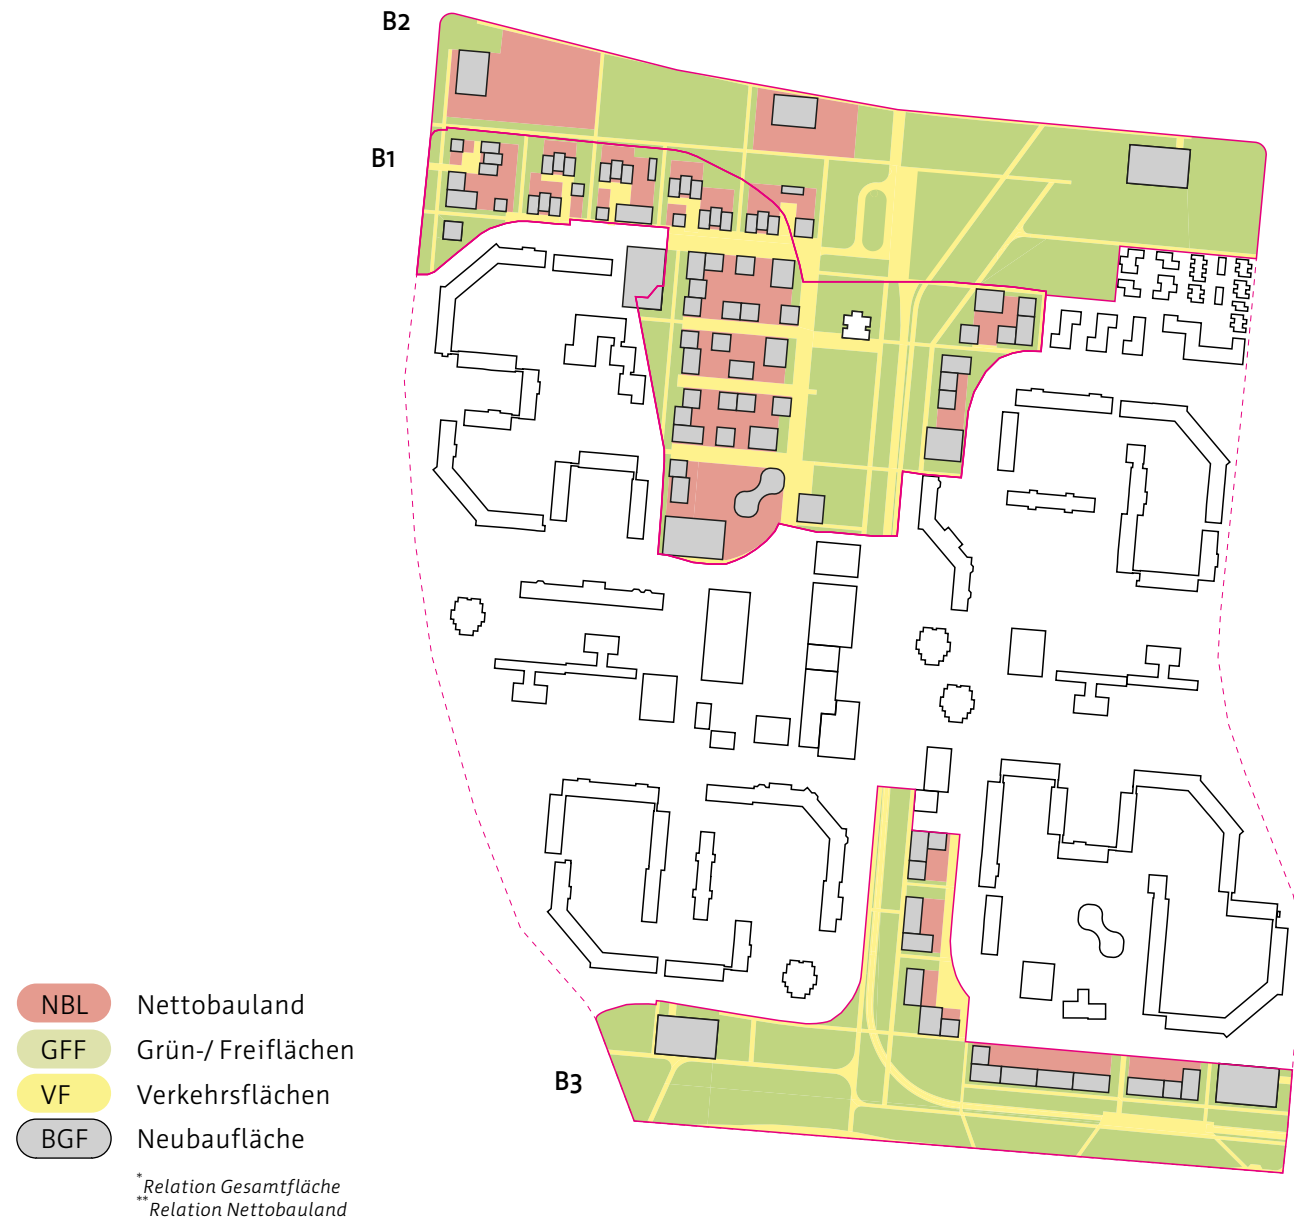 B2
B1
B3
NBL Nettobauland
GFF Grün-/ Freiflächen
VF Verkehrsflächen
BGF Neubaufläche
*Relation Gesamtfläche
**Relation Nettobauland